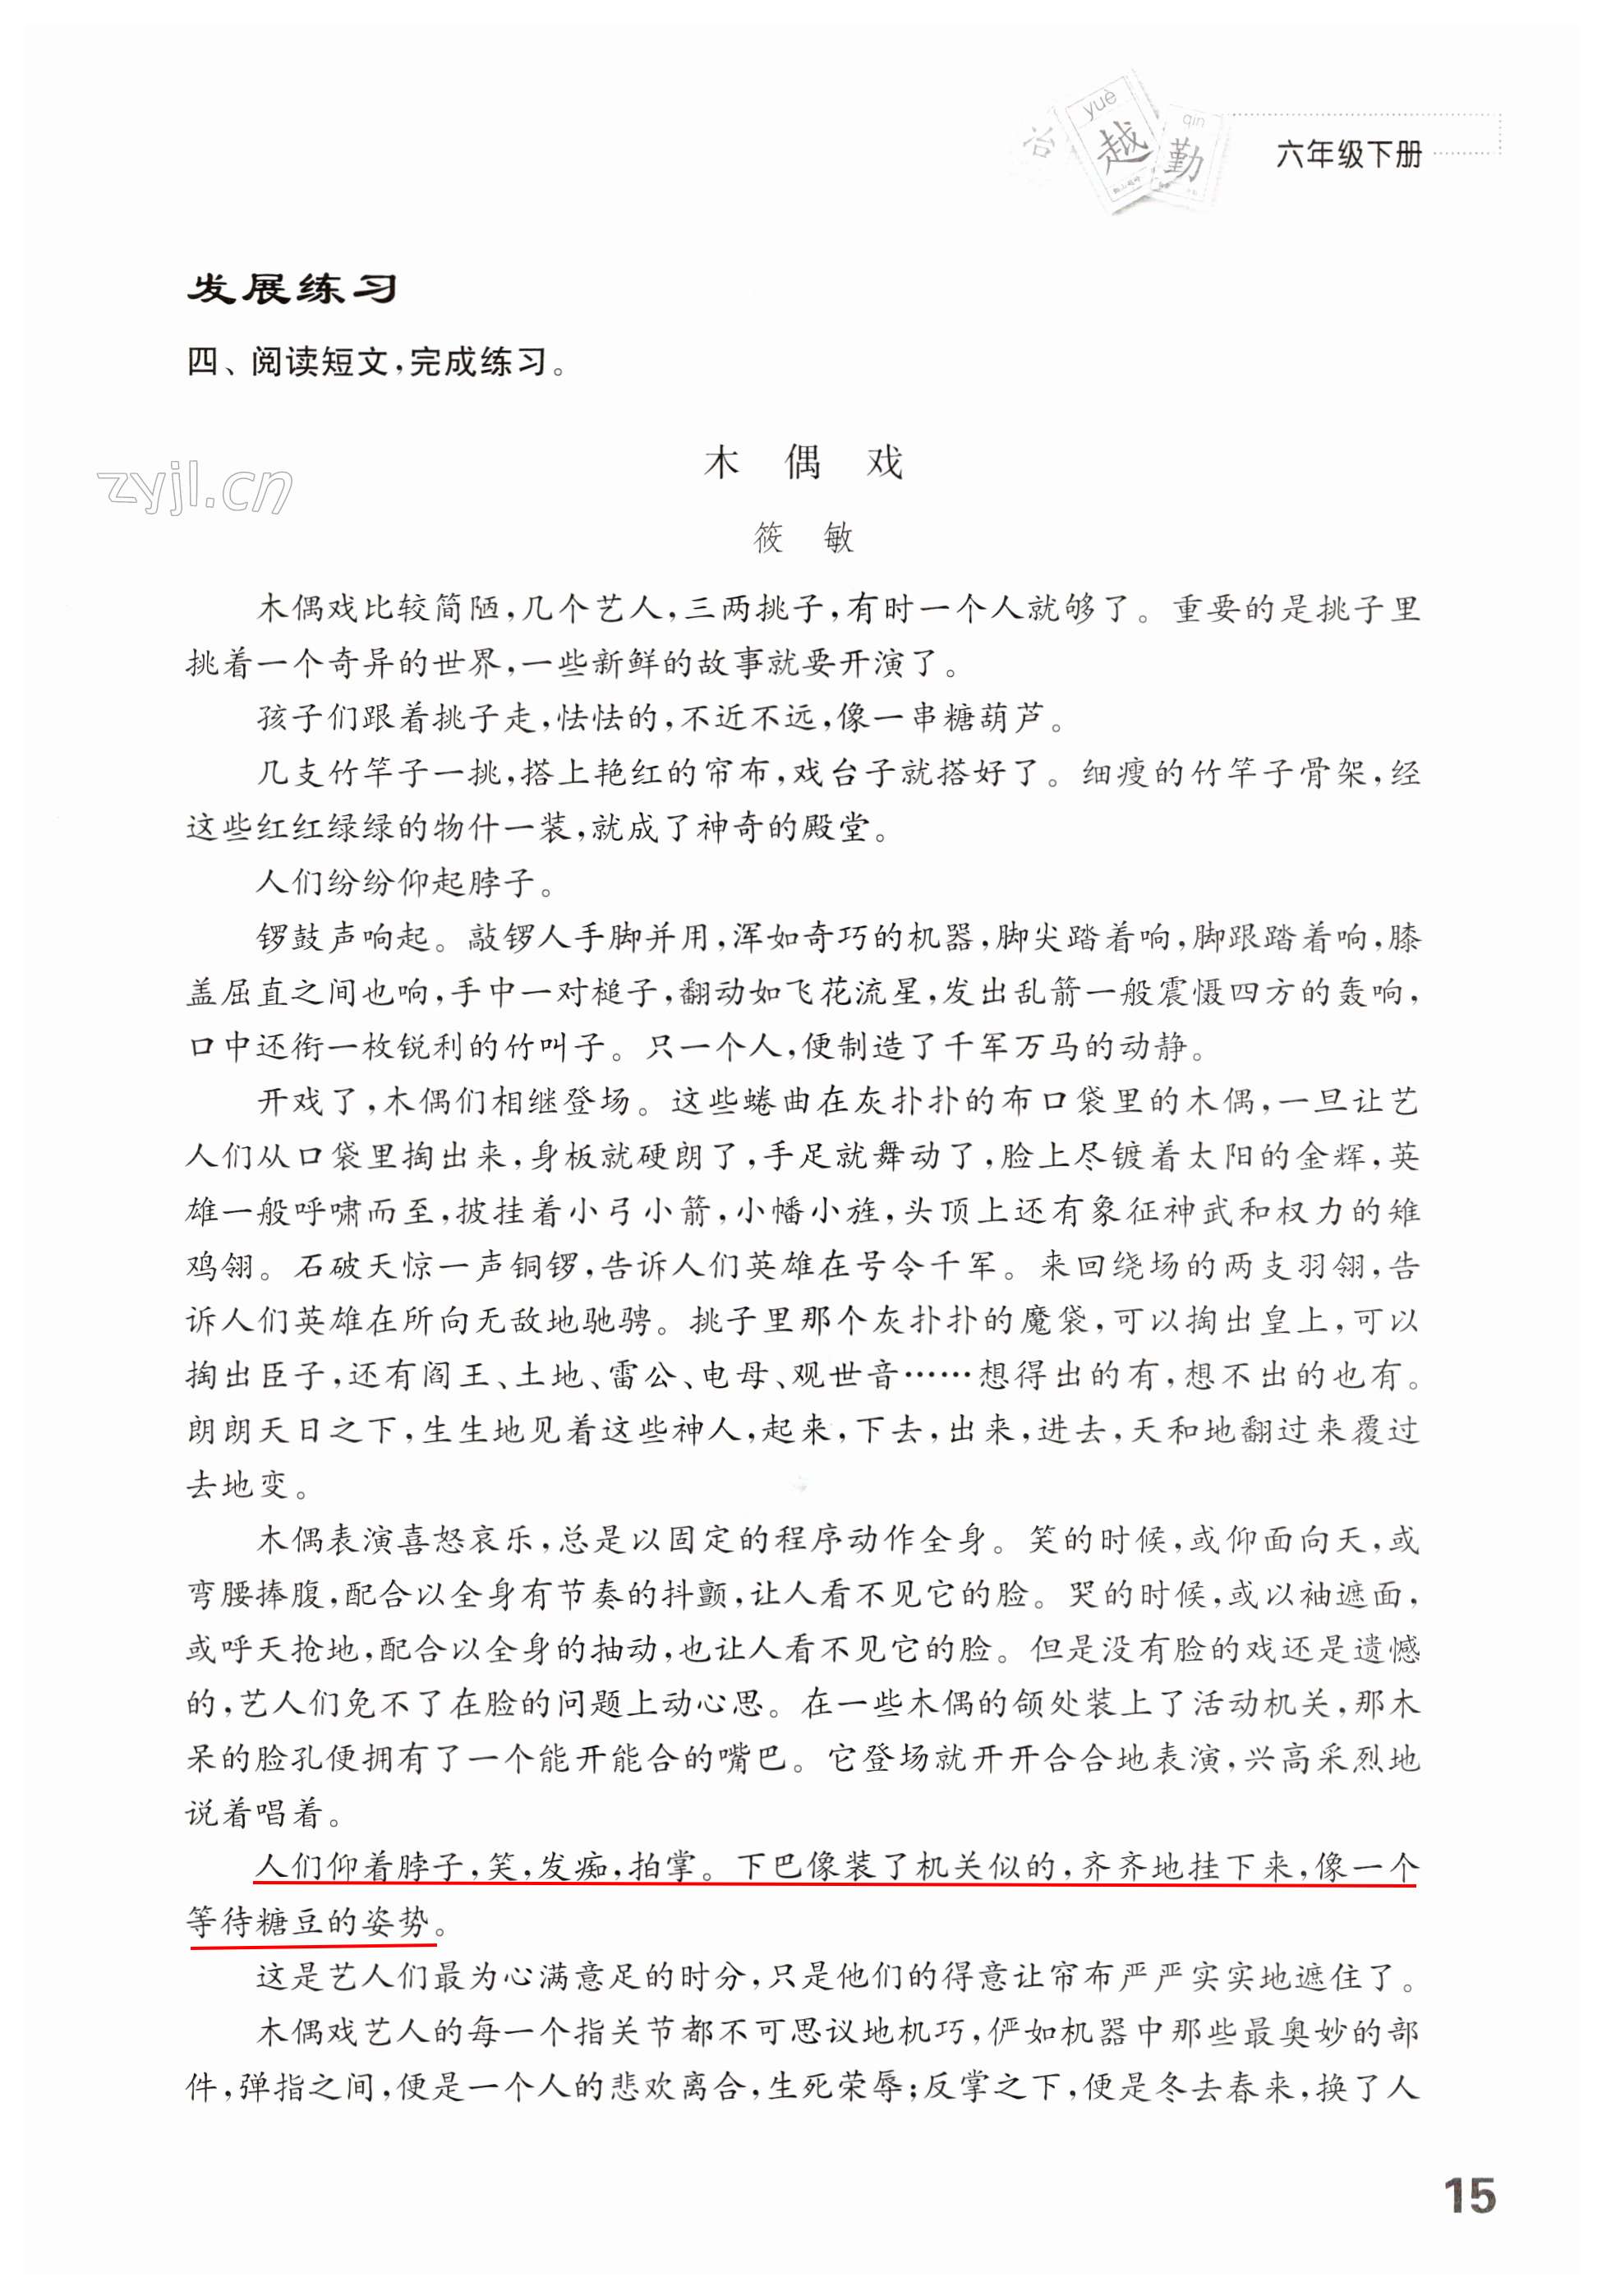 yuè
qín
治
越
勤
六年级下册
发展练习
四、阅读短文,完成练习。
木 偶 戏
zyjl.cn
筱 敏
木偶戏比较简陋,几个艺人,三两挑子,有时一个人就够了。重要的是挑子里
挑着一个奇异的世界,一些新鲜的故事就要开演了。
孩子们跟着挑子走,怯怯的,不近不远,像一串糖葫芦。
几支竹竿子一挑,搭上艳红的帘布,戏台子就搭好了。细瘦的竹竿子骨架,经
这些红红绿绿的物什一装,就成了神奇的殿堂。
人们纷纷仰起脖子。
锣鼓声响起。敲锣人手脚并用,浑如奇巧的机器,脚尖踏着响,脚跟踏着响,膝
盖屈直之间也响,手中一对槌子,翻动如飞花流星,发出乱箭一般震慑四方的轰响,
口中还衔一枚锐利的竹叫子。只一个人,便制造了千军万马的动静。
开戏了,木偶们相继登场。这些蜷曲在灰扑扑的布口袋里的木偶,一旦让艺
人们从口袋里掏出来,身板就硬朗了,手足就舞动了,脸上尽镀着太阳的金辉,英
雄一般呼啸而至,披挂着小弓小箭,小幡小旌,头顶上还有象征神武和权力的雉
鸡翎。石破天惊一声铜锣,告诉人们英雄在号令千军。来回绕场的两支羽翎,告
诉人们英雄在所向无敌地驰骋。挑子里那个灰扑扑的魔袋,可以掏出皇上,可以
掏出臣子,还有阎王、土地、雷公、电母、观世音……想得出的有,想不出的也有。
朗朗天日之下,生生地见着这些神人,起来,下去,出来,进去,天和地翻过来覆过
去地变。
木偶表演喜怒哀乐,总是以固定的程序动作全身。笑的时候,或仰面向天,或
弯腰捧腹,配合以全身有节奏的抖颤,让人看不见它的脸。哭的时候,或以袖遮面,
或呼天抢地,配合以全身的抽动,也让人看不见它的脸。但是没有脸的戏还是遗憾
的,艺人们免不了在脸的问题上动心思。在一些木偶的颌处装上了活动机关,那木
呆的脸孔便拥有了一个能开能合的嘴巴。它登场就开开合合地表演,兴高采烈地
说着唱着。
人们仰着脖子,笑,发痴,拍掌。下巴像装了机关似的,齐齐地挂下来,像一个
等待糖豆的姿势。
这是艺人们最为心满意足的时分,只是他们的得意让帘布严严实实地遮住了。
木偶戏艺人的每一个指关节都不可思议地机巧,俨如机器中那些最奥妙的部
件,弹指之间,便是一个人的悲欢离合,生死荣辱;反掌之下,便是冬去春来,换了人
15